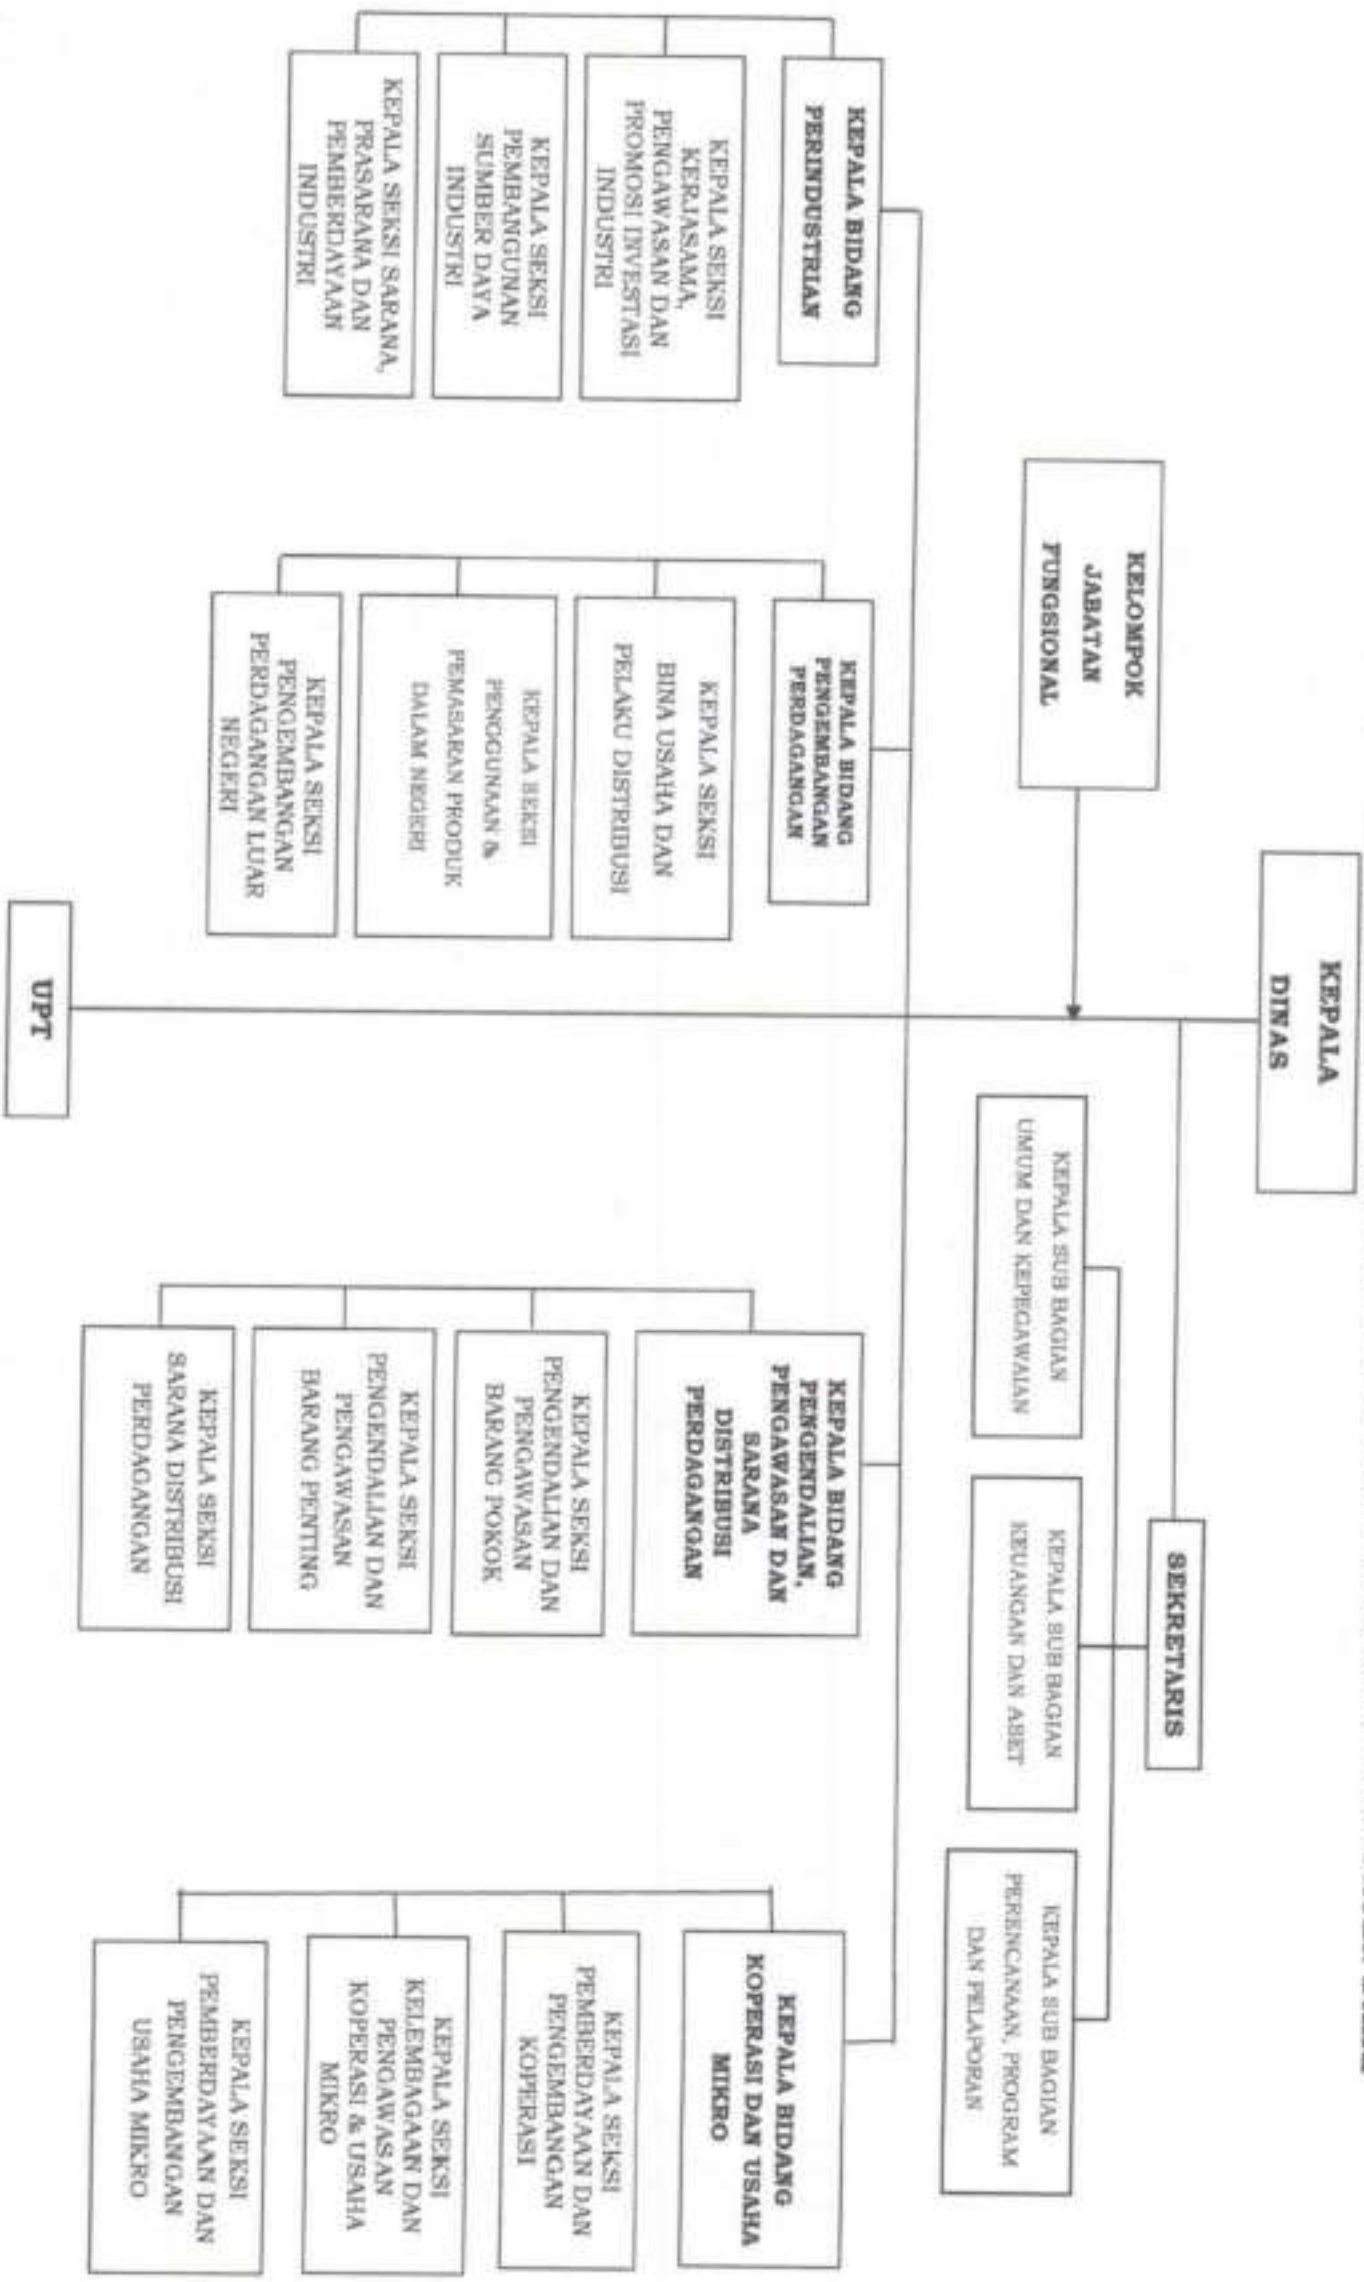 KEPALA
DINAS
KELOMPOK
JABATAN
FUNGSIONAL
SEKRETARIS
KEPALA SUB BAGIAN
UMUM DAN KEPEGAWAIAN
KEPALA SUB BAGIAN
KEUANGAN DAN ASET
KEPALA SUB BAGIAN
PERENCANAAN, PROGRAM
DAN PELAPORAN
KEPALA BIDANG
PERINDUSTRIAN
KEPALA SEKSI
KERJASAMA,
PENGAWASAN DAN
PROMOSI INVESTASI
INDUSTRI
KEPALA SEKSI
PEMBANGUNAN
SUMBER DAYA
INDUSTRI
KEPALA SEKSI SARANA,
PRASARANA DAN
PEMBERDAYAAN
INDUSTRI
KEPALA BIDANG
PENGEMBANGAN
PERDAGANGAN
KEPALA SEKSI
BINA USAHA DAN
PELAKU DISTRIBUSI
KEPALA SEKSI
PENGGUNAAN &
PEMASARAN PRODUK
DALAM NEGERI
KEPALA SEKSI
PENGEMBANGAN
PERDAGANGAN LUAR
NEGERI
KEPALA BIDANG
PENGENDALIAN,
PENGAWASAN DAN
SARANA
DISTRIBUSI
PERDAGANGAN
KEPALA SEKSI
PENGENDALIAN DAN
PENGAWASAN
BARANG POKOK
KEPALA SEKSI
PENGENDALIAN DAN
PENGAWASAN
BARANG PENTING
KEPALA SEKSI
SARANA DISTRIBUSI
PERDAGANGAN
KEPALA BIDANG
KOPERASI DAN USAHA
MIKRO
KEPALA SEKSI
PEMBERDAYAAN DAN
PENGEMBANGAN
KOPERASI
KEPALA SEKSI
KELEMBAGAAN DAN
PENGAWASAN
KOPERASI & USAHA
MIKRO
KEPALA SEKSI
PEMBERDAYAAN DAN
PENGEMBANGAN
USAHA MIKRO
UPT